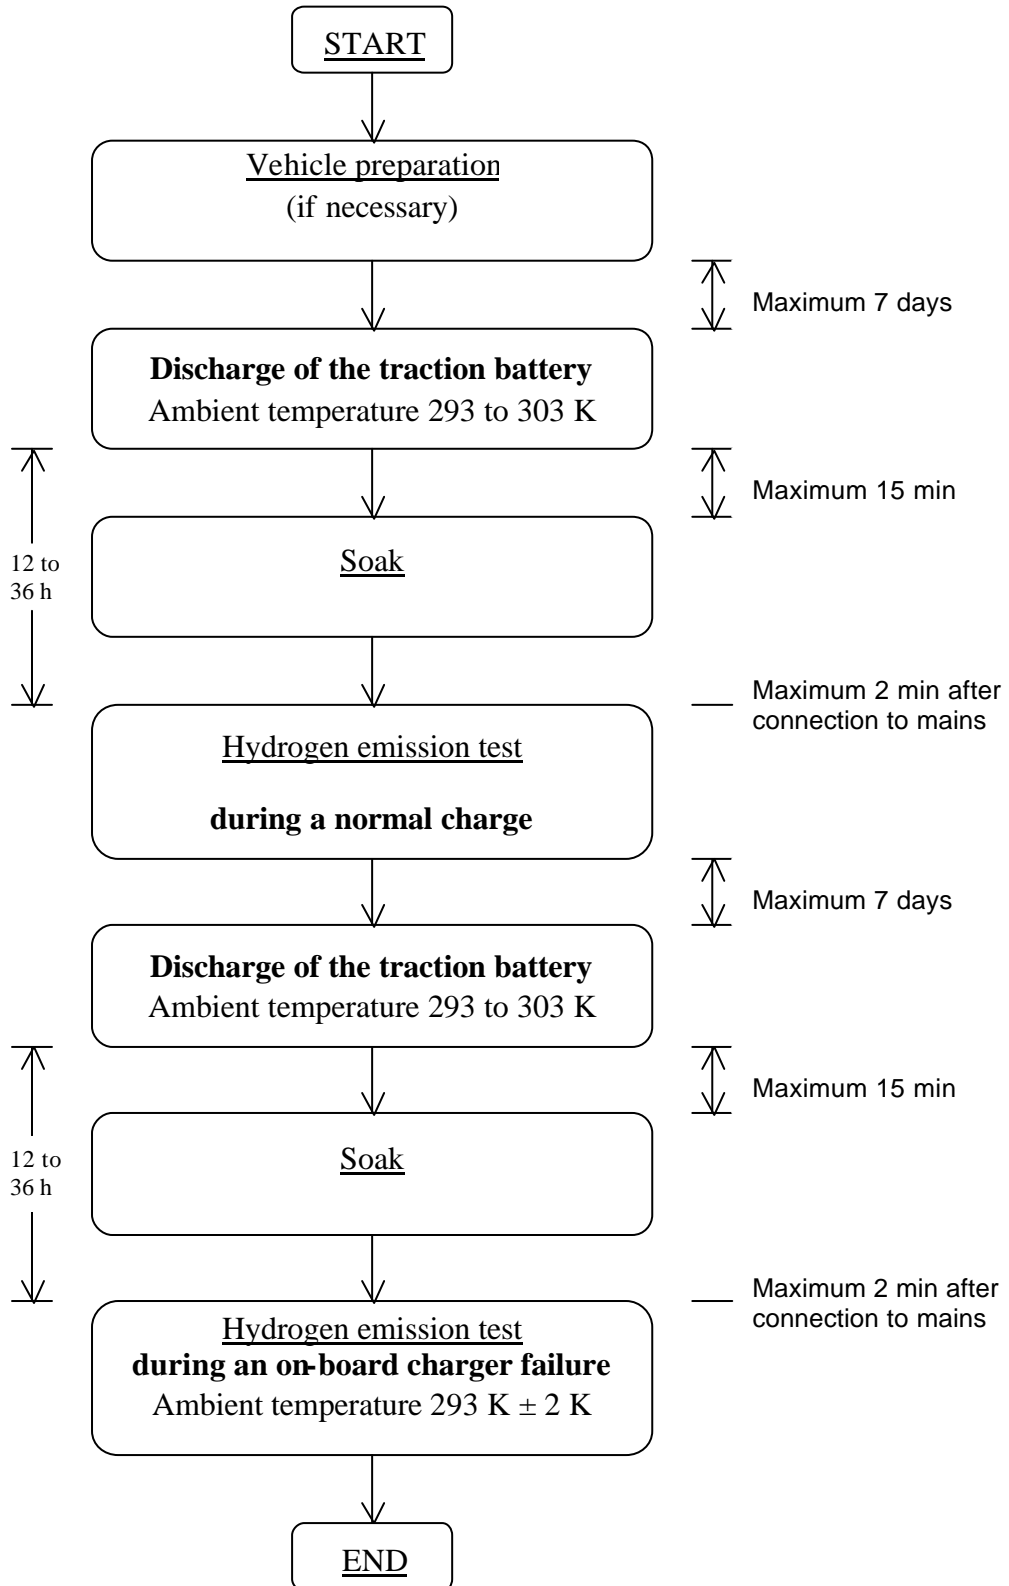 START
Vehicle preparation
(if necessary)
Maximum 7 days
Discharge of the traction battery
Ambient temperature 293 to 303 K
Maximum 15 min
12 to
36 h
Soak
Maximum 2 min after
connection to mains
Hydrogen emission test
during a normal charge
Maximum 7 days
Discharge of the traction battery
Ambient temperature 293 to 303 K
Maximum 15 min
12 to
36 h
Soak
Maximum 2 min after
connection to mains
Hydrogen emission test
during an on-board charger failure
Ambient temperature 293 K ± 2 K
END